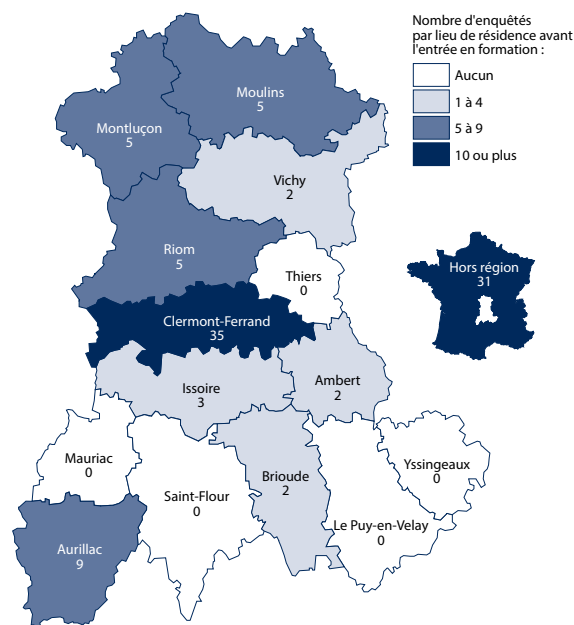 Nombre d'enquêtés
par lieu de résidence avant
l'entrée en formation :
Aucun
1 à 4
5 à 9
10 ou plus
Moulins
5
Montluçon
5
Vichy
2
Riom
5
Thiers
0
Hors région
31
Clermont-Ferrand
35
Issoire
3
Ambert
2
Mauriac
0
Saint-Flour
0
Brioude
2
Yssingeaux
0
Le Puy-en-Velay
0
Aurillac
9